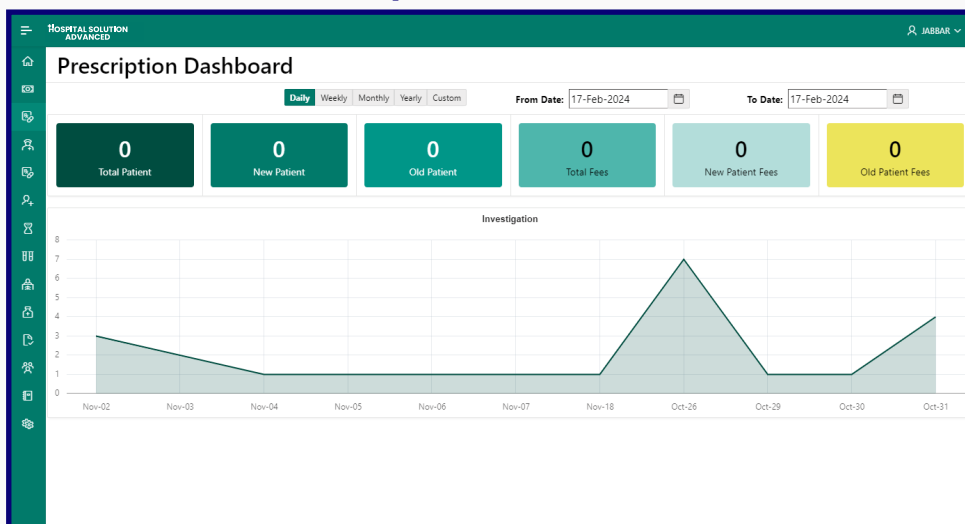 HOSPITAL SOLUTION
ADVANCED
JABBAR
Prescription Dashboard
Daily Weekly Monthly Yearly Custom From Date: 17-Feb-2024 To Date: 17-Feb-2024
0 0 0 0 0 0
Total Patient New Patient Old Patient Total Fees New Patient Fees Old Patient Fees
Investigation
8
7
6
5
4
3
2
1
0
Nov-02 Nov-03 Nov-04 Nov-05 Nov-06 Nov-07 Nov-18 Oct-26 Oct-29 Oct-30 Oct-31